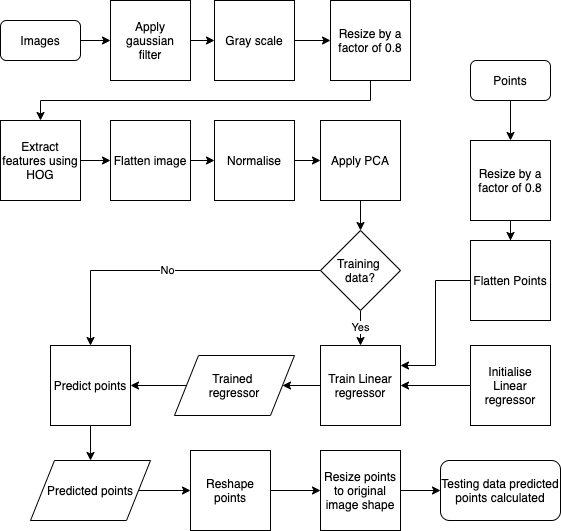 Images
Apply
gaussian
filter
Gray scale
Resize by a
factor of 0.8
Points
Extract
features using
HOG
Flatten image
Normalise
Apply PCA
Resize by a
factor of 0.8
Training
data?
No
Yes
Flatten Points
Predict points
Trained
regressor
Train Linear
regressor
Initialise
Linear
regressor
Predicted points
Reshape
points
Resize points
to original
image shape
Testing data predicted
points calculated